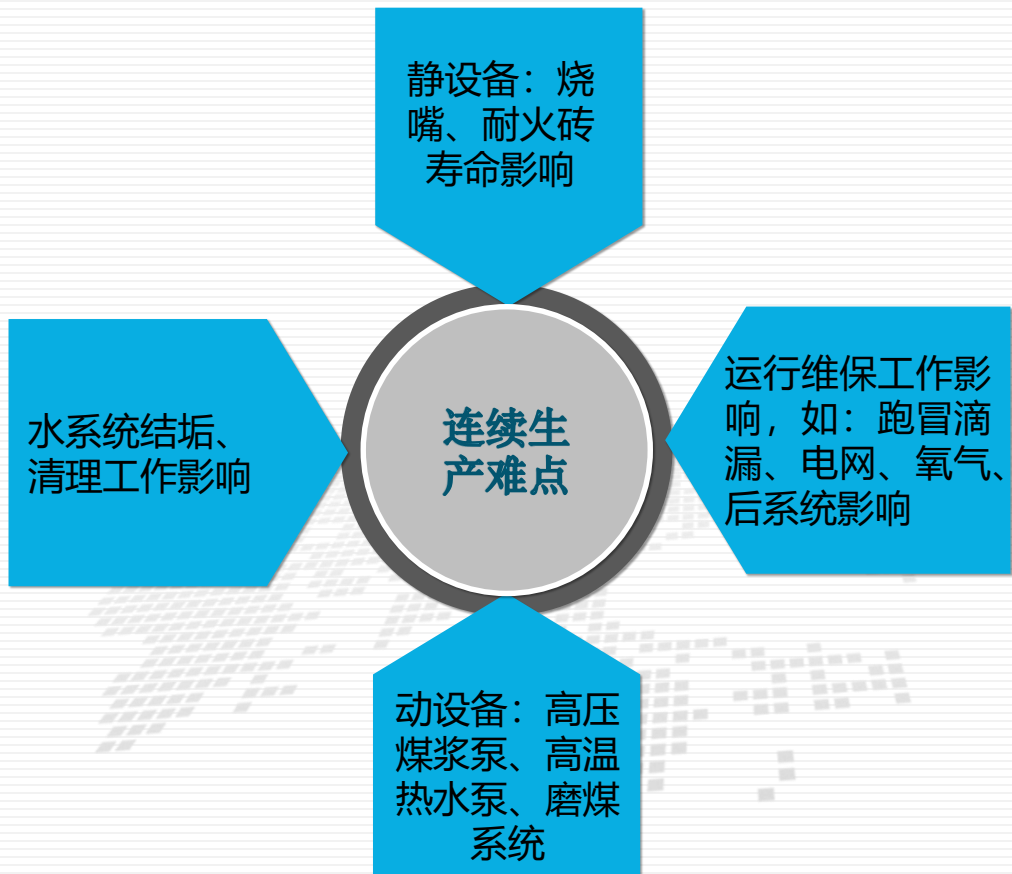 静设备：烧
嘴、耐火砖
寿命影响
水系统结垢、
清理工作影响
连续生
产难点
运行维保工作影
响，如：跑冒滴
漏、电网、氧气、
后系统影响
动设备：高压
煤浆泵、高温
热水泵、磨煤
系统